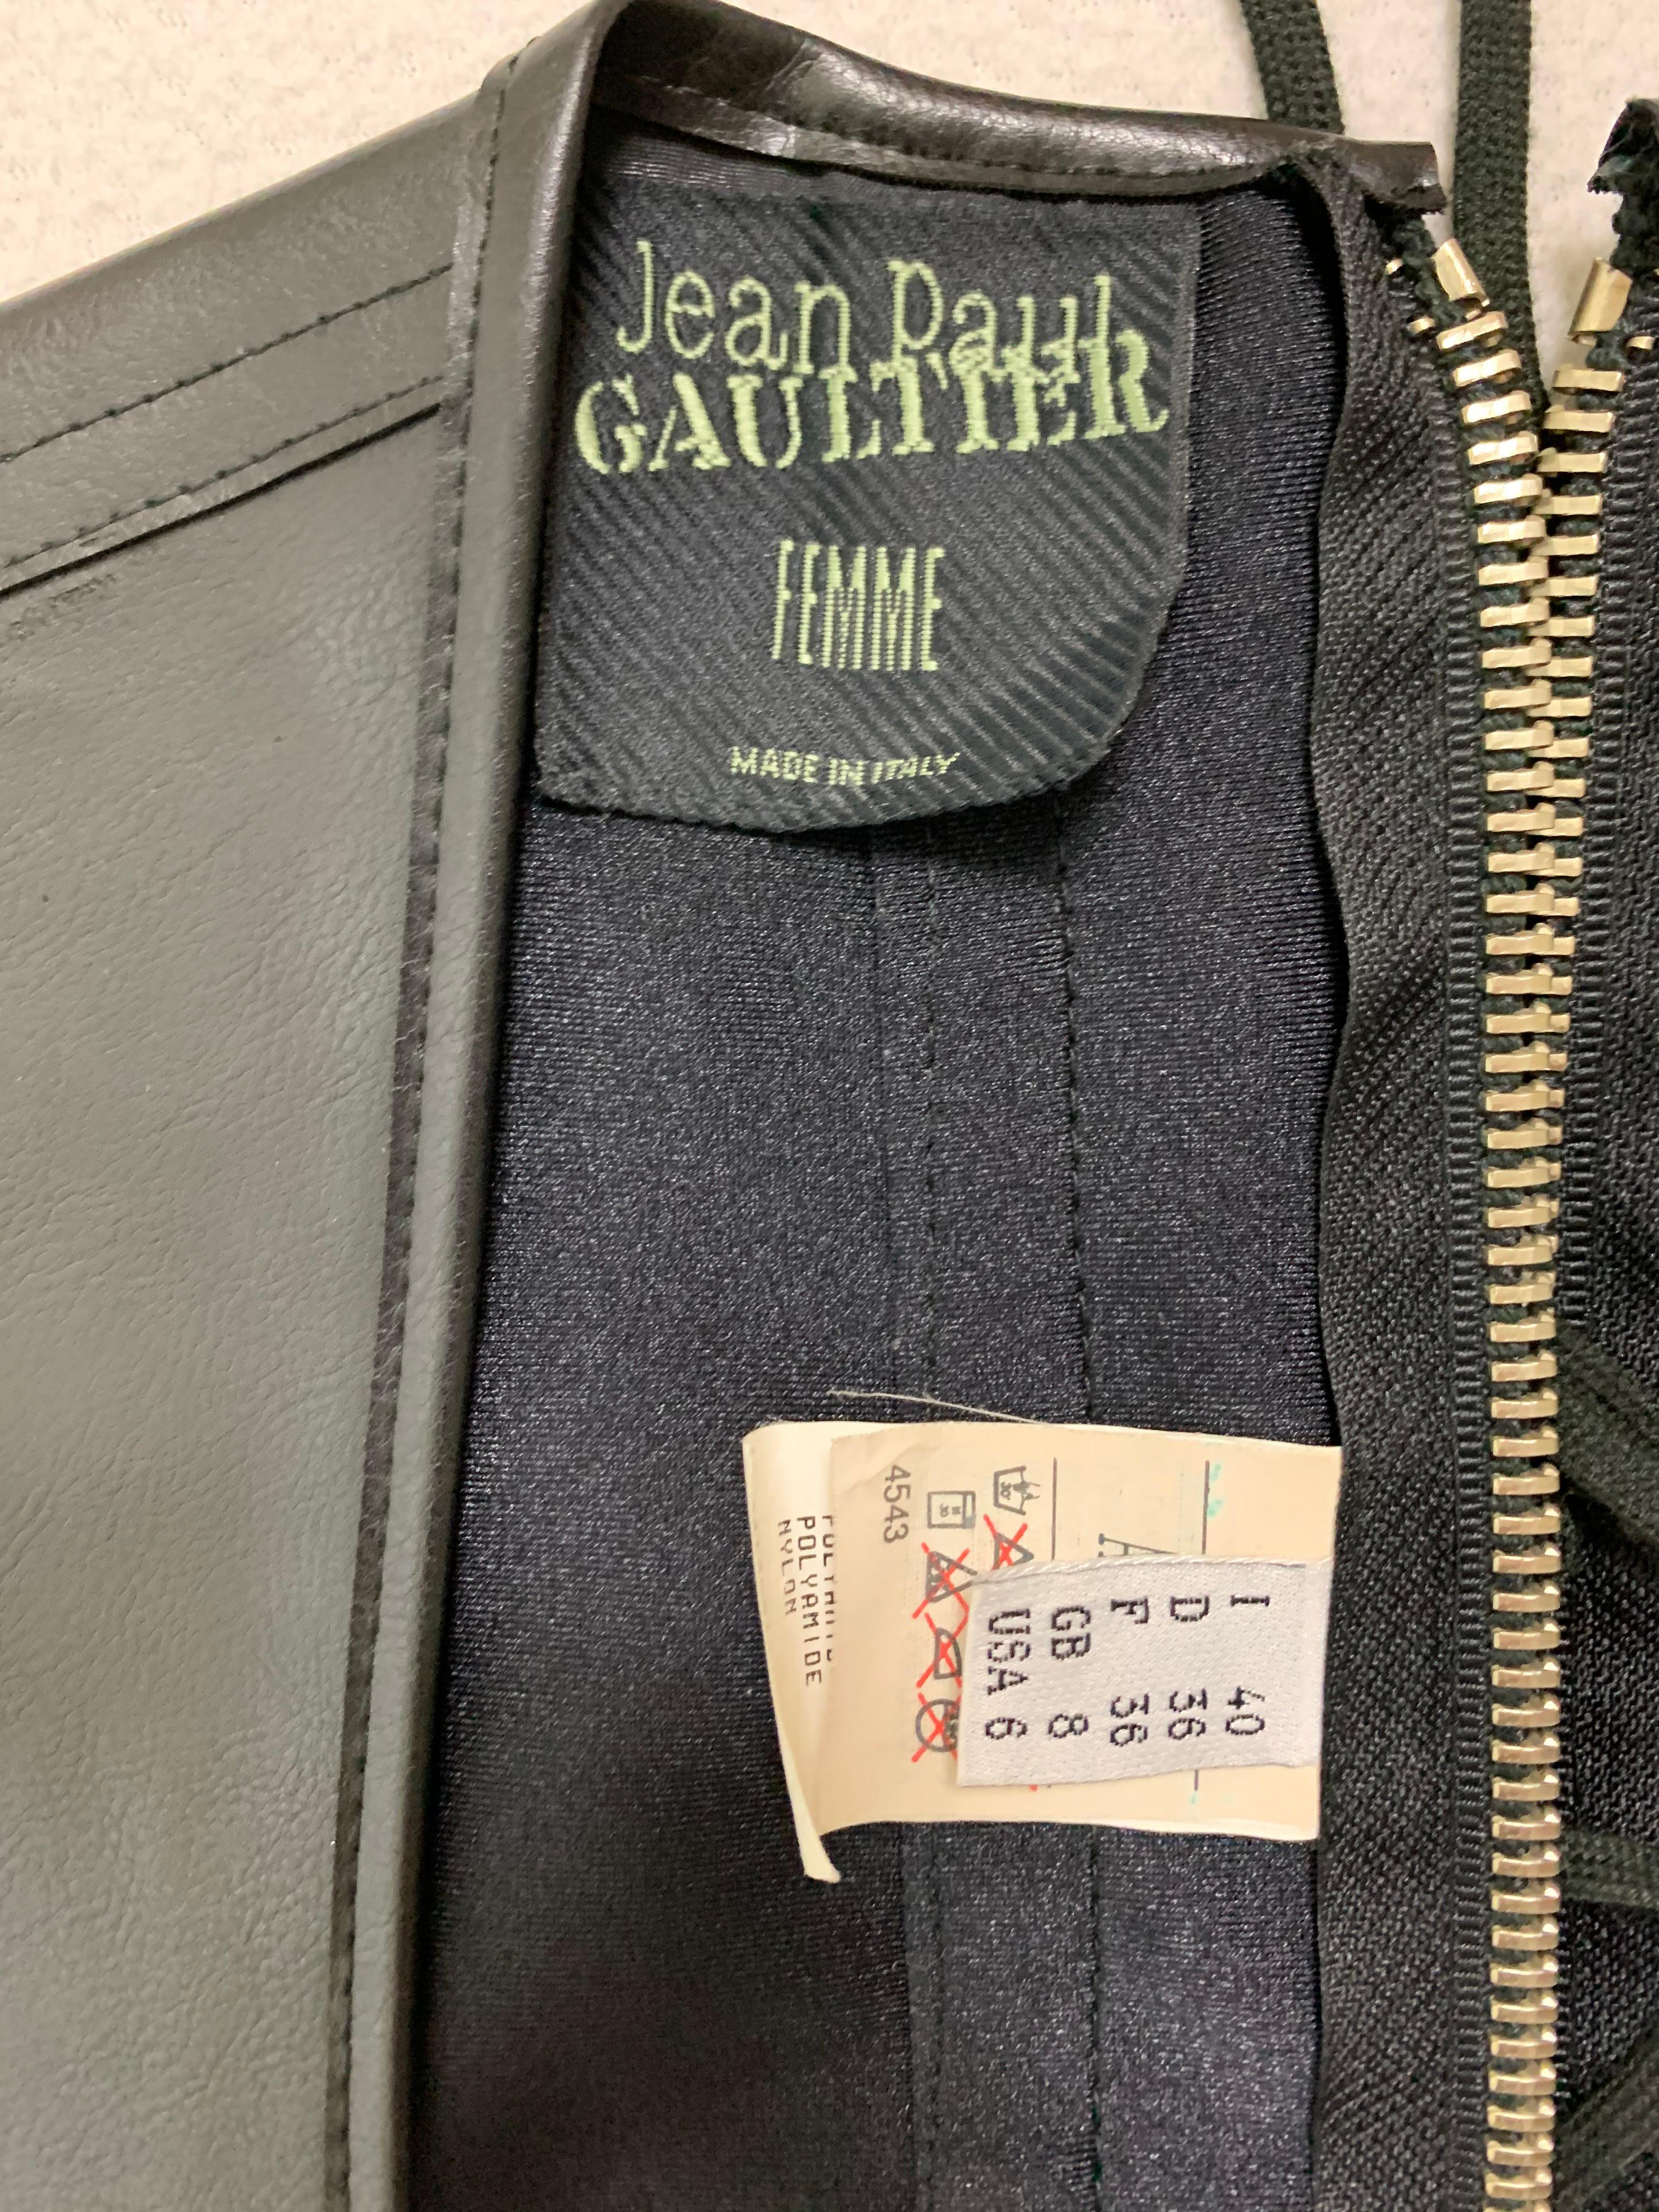 Jean Paul
GAULTIER
FEMME
MADE IN ITALY
I 40
D 36
F 36
GB 8
USA 6
4543
POLYAMIDE
NYLON